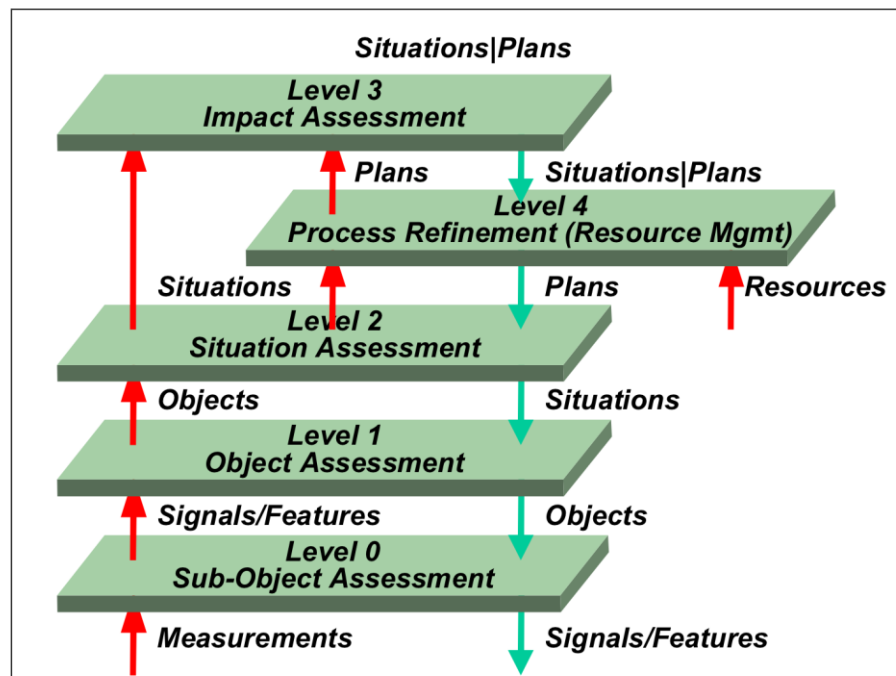 Situations|Plans
Level 3
Impact Assessment
Plans
Situations|Plans
Level 4
Process Refinement (Resource Mgmt)
Situations
Plans
Resources
Level 2
Situation Assessment
Objects
Situations
Level 1
Object Assessment
Signals/Features
Objects
Level 0
Sub-Object Assessment
Measurements
Signals/Features